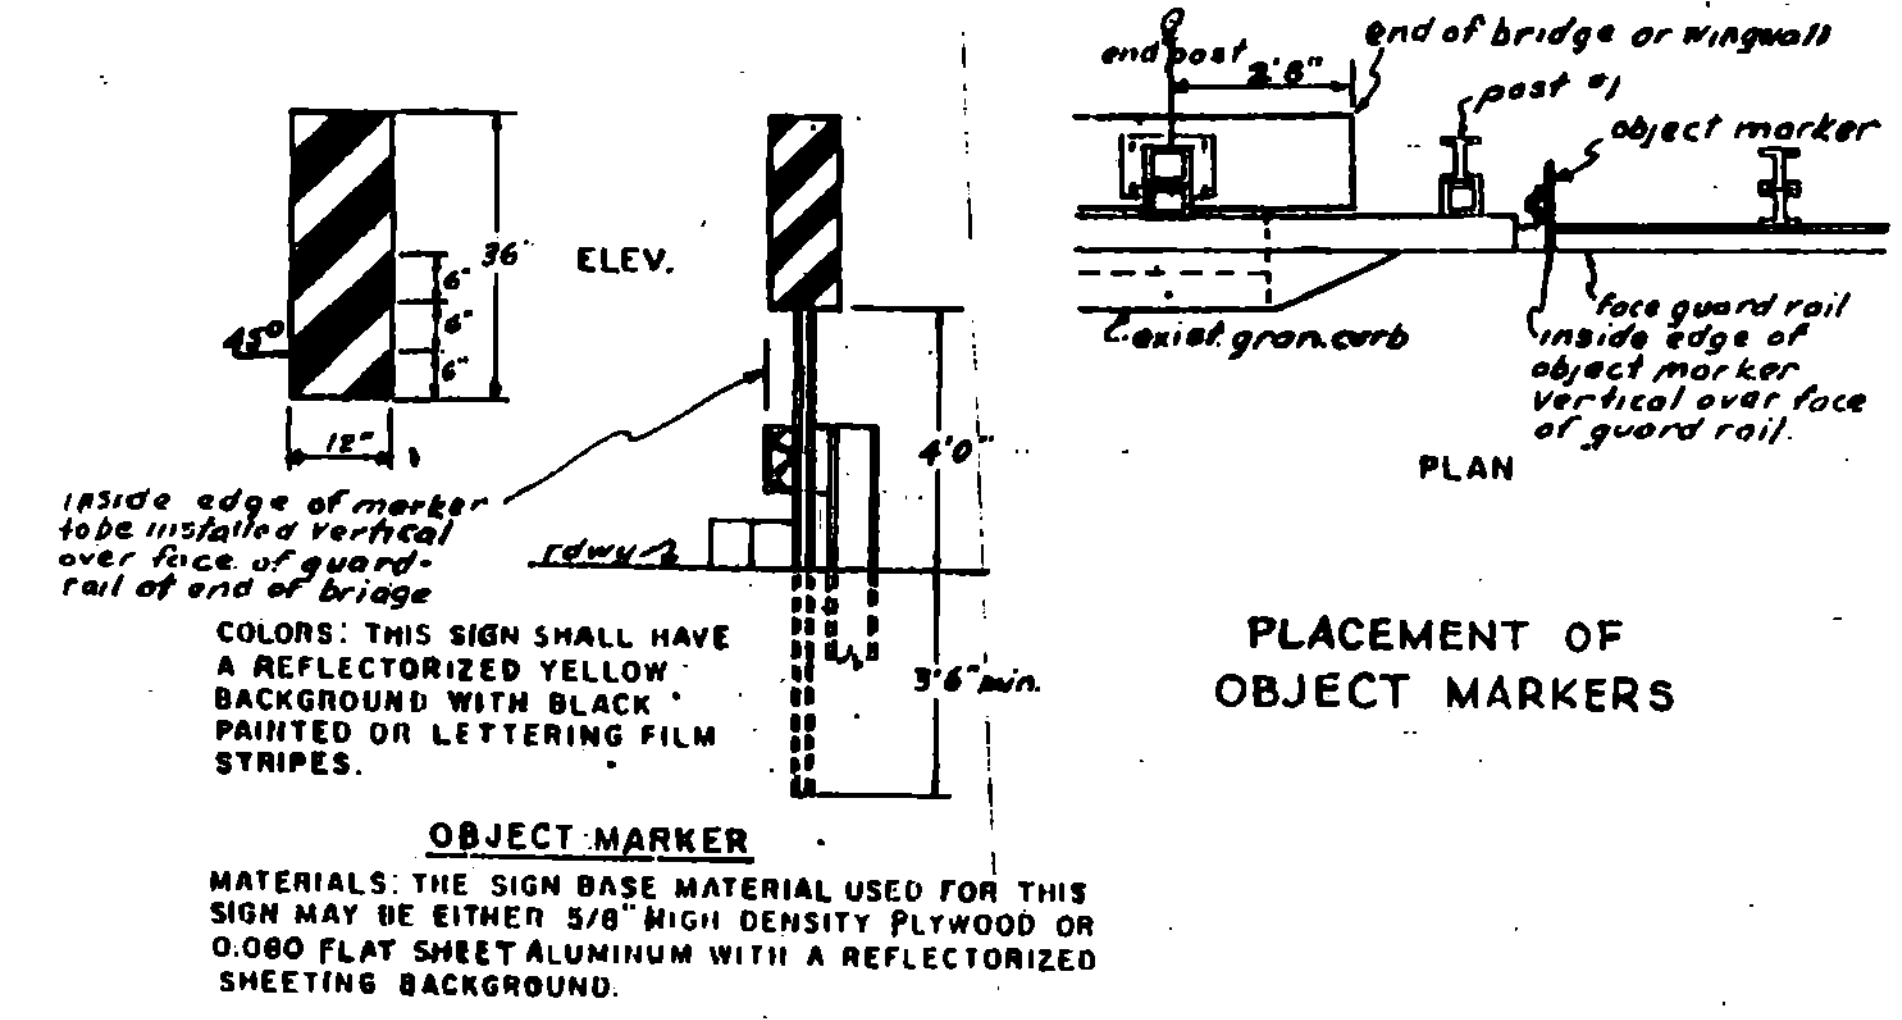 36"
6"
6"
6"
45°
12"
ELEV.
inside edge of marker
to be installed vertical
over face of guard-
rail at end of bridge
rdwy
4'0"
3'6" min.
COLORS: THIS SIGN SHALL HAVE
A REFLECTORIZED YELLOW
BACKGROUND WITH BLACK
PAINTED OR LETTERING FILM
STRIPES.
OBJECT MARKER
MATERIALS: THE SIGN BASE MATERIAL USED FOR THIS
SIGN MAY BE EITHER 5/8" HIGH DENSITY PLYWOOD OR
0.080 FLAT SHEET ALUMINUM WITH A REFLECTORIZED
SHEETING BACKGROUND.
end post
end of bridge or wingwall
post #1
object marker
exist. gran. curb
face guard rail
inside edge of
object marker
vertical over face
of guard rail.
PLAN
PLACEMENT OF
OBJECT MARKERS